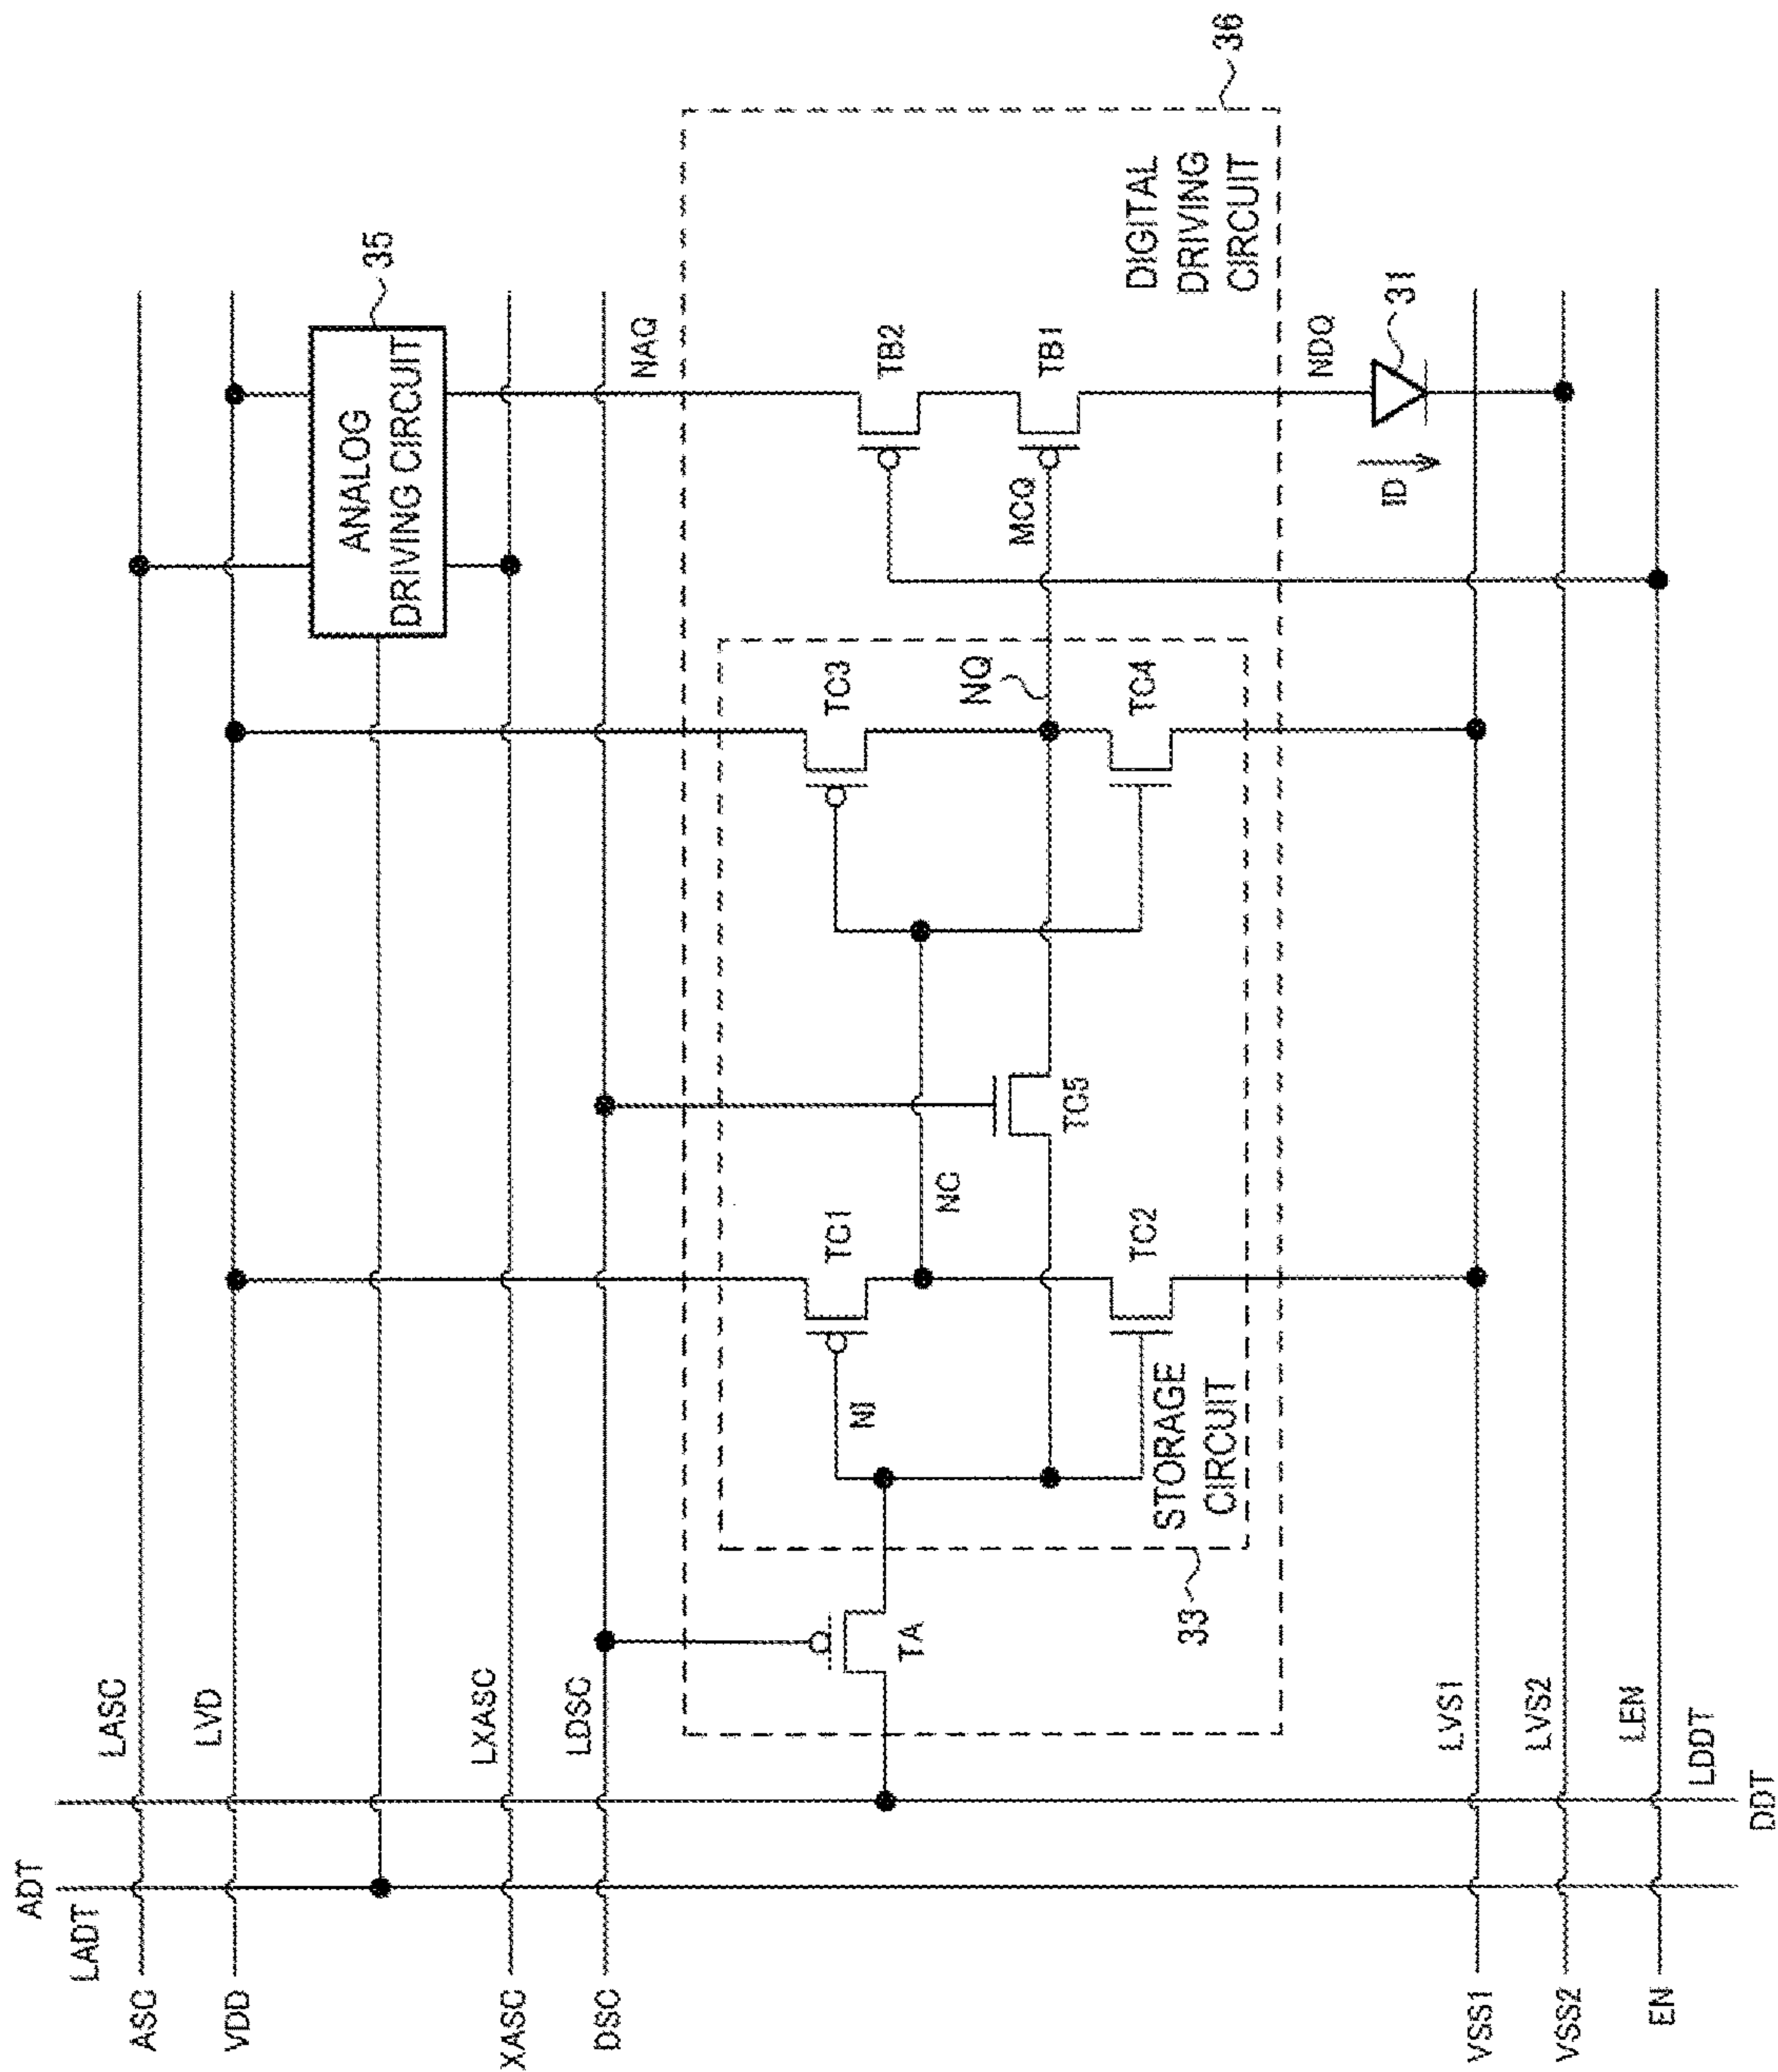 ADT
LADT
ASC
LASC
VDD
LVD
35
ANALOG
DRIVING CIRCUIT
XASC
LXASC
DSC
LDSC
NAQ
36
TA
NI
TC1
NC
TC3
TB2
DIGITAL
DRIVING
CIRCUIT
TC5
NQ
MCQ
TB1
TC2
TC4
STORAGE
CIRCUIT
33
NDQ
ID
31
VSS1
LVS1
VSS2
LVS2
EN
LEN
LDDT
DDT